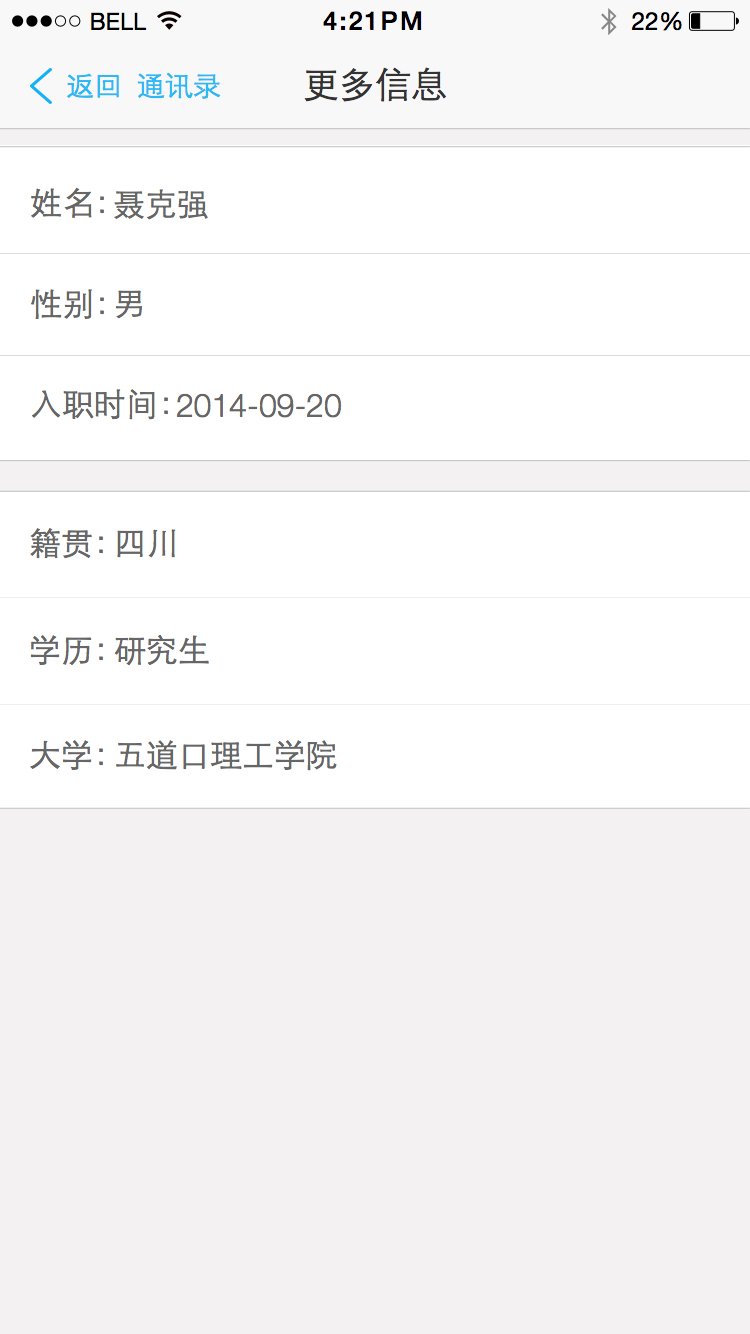 BELL 4:21PM 22%
返回 通讯录 更多信息
姓名: 聂克强
性别: 男
入职时间: 2014-09-20
籍贯: 四川
学历: 研究生
大学: 五道口理工学院